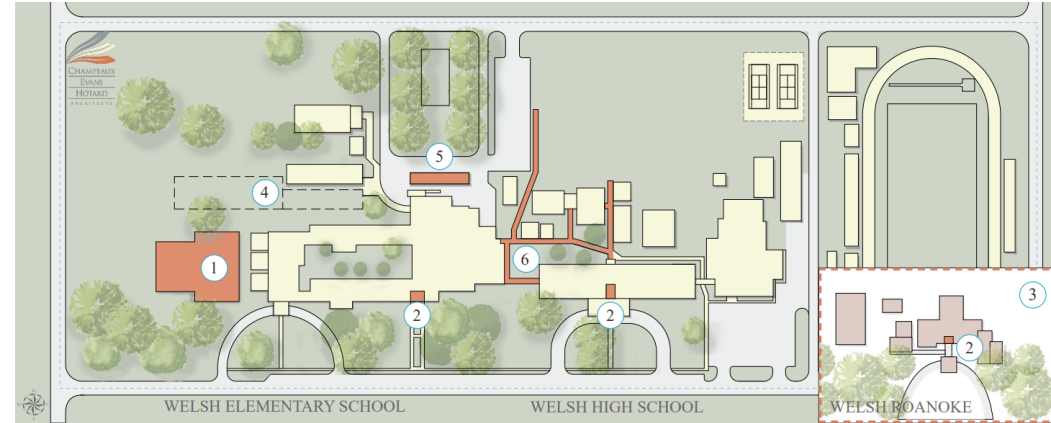 CHAMPEAUX
EVANS
HOTARD
ARCHITECTS
5
4
1
6
2
2
3
2
WELSH ELEMENTARY SCHOOL
WELSH HIGH SCHOOL
WELSH ROANOKE